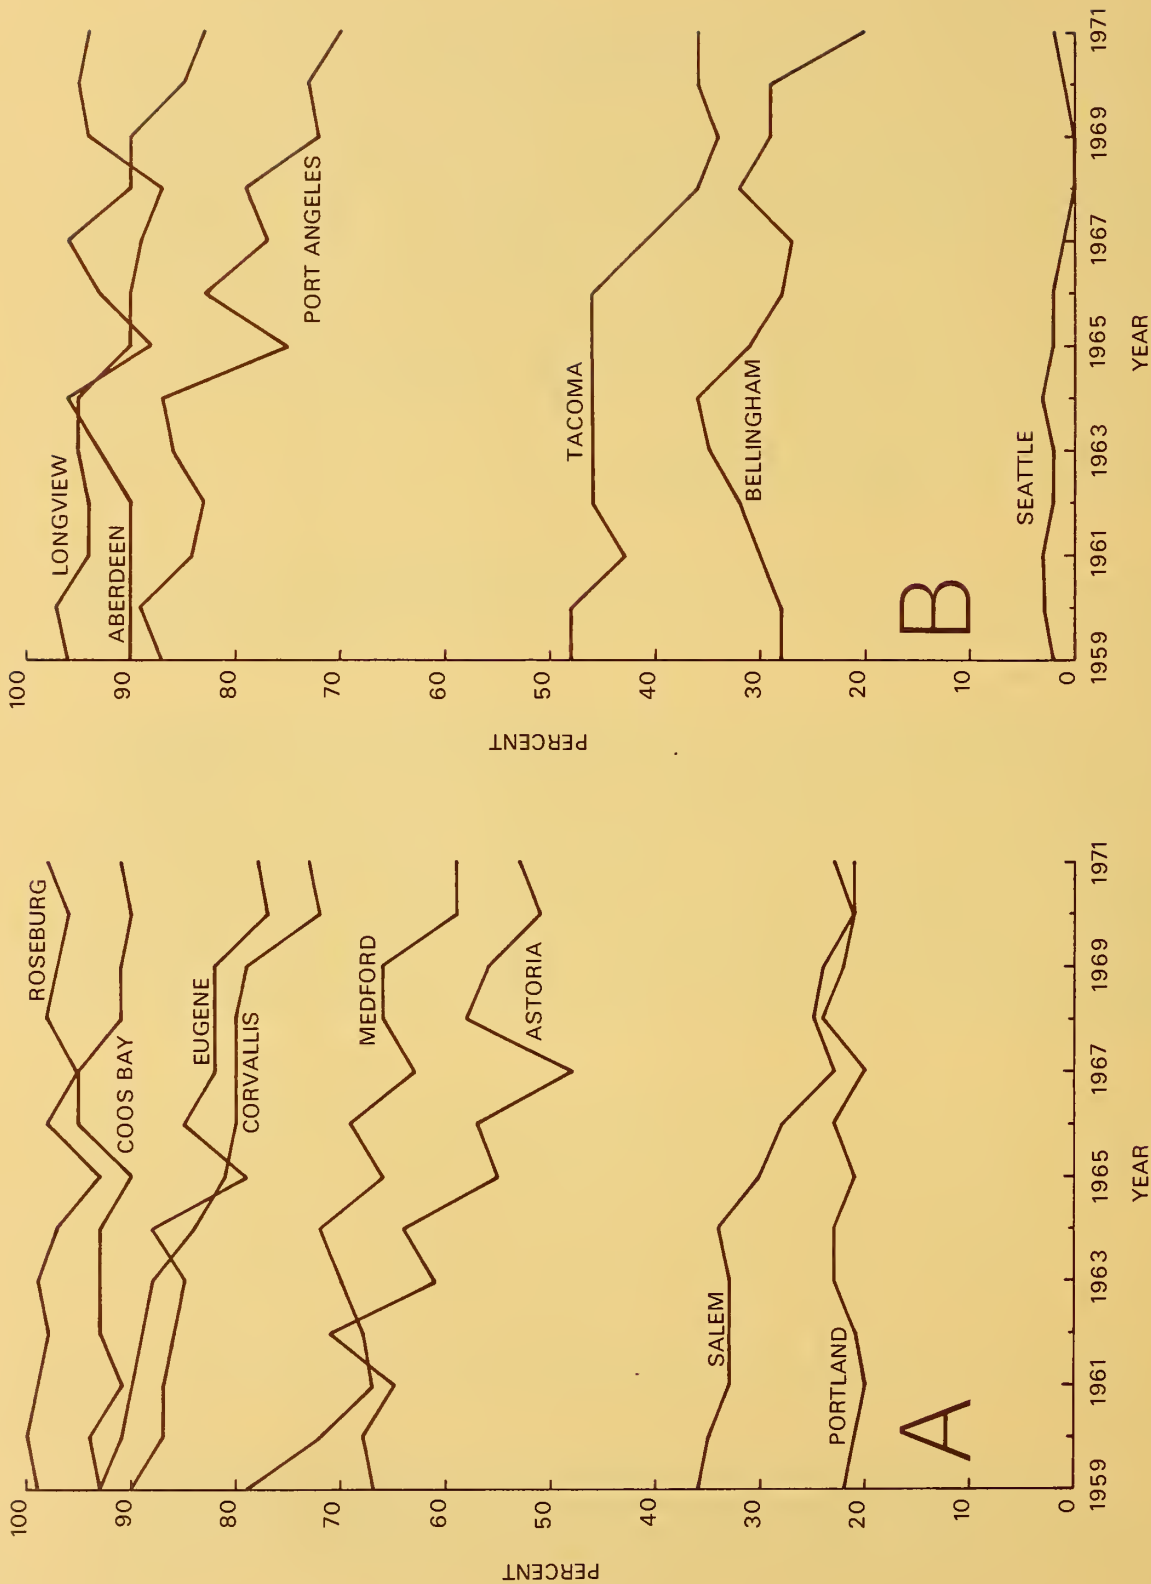 100
90
80
70
60
50
40
30
20
10
0
PERCENT
ROSEBURG
COOS BAY
EUGENE
CORVALLIS
MEDFORD
ASTORIA
SALEM
PORTLAND
A
1959
1961
1963
1965
1967
1969
1971
YEAR
100
90
80
70
60
50
40
30
20
10
0
PERCENT
LONGVIEW
ABERDEEN
PORT ANGELES
TACOMA
BELLINGHAM
SEATTLE
B
1959
1961
1963
1965
1967
1969
1971
YEAR